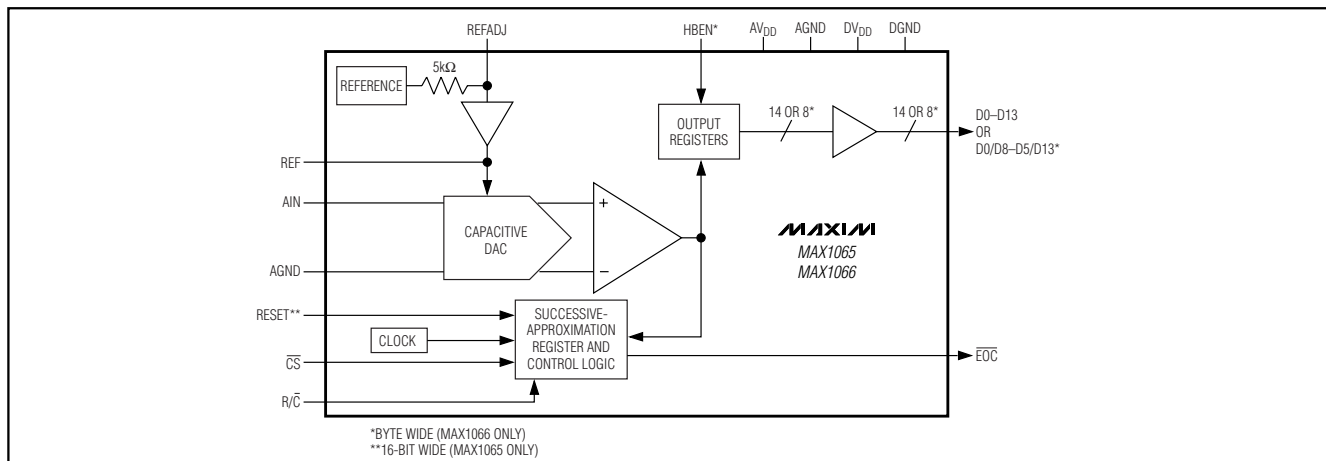 REFADJ
HBEN*
AVDD
AGND
DVDD
DGND
5kΩ
REFERENCE
OUTPUT
REGISTERS
14 OR 8*
14 OR 8*
D0–D13
OR
D0/D8–D5/D13*
REF
AIN
CAPACITIVE
DAC
+
−
MAXIM
MAX1065
MAX1066
AGND
RESET**
SUCCESSIVE-
APPROXIMATION
REGISTER AND
CONTROL LOGIC
CLOCK
C̅S̅
E̅O̅C̅
R/C̅
*BYTE WIDE (MAX1066 ONLY)
**16-BIT WIDE (MAX1065 ONLY)